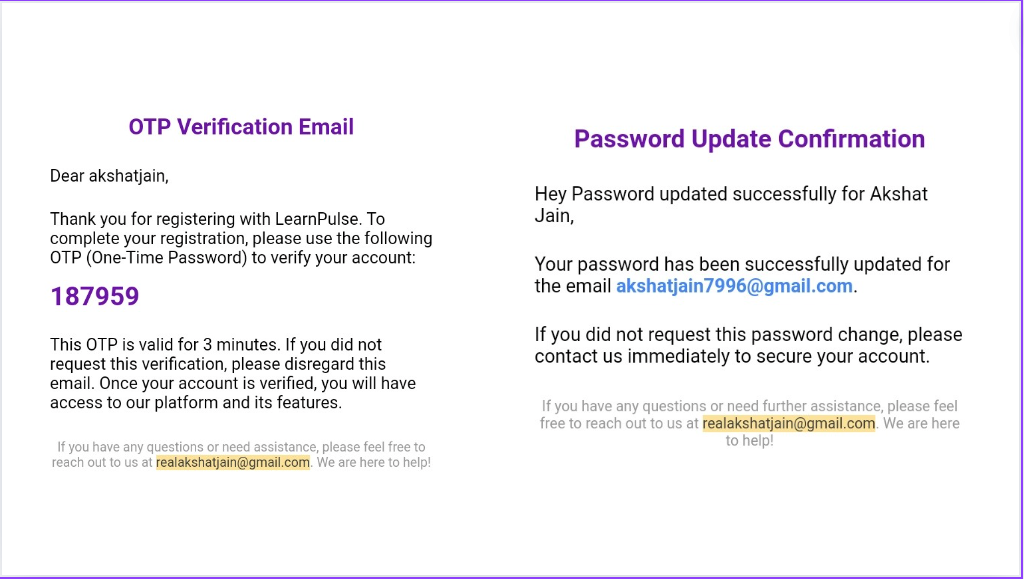 OTP Verification Email
Dear akshatjain,
Thank you for registering with LearnPulse. To
complete your registration, please use the following
OTP (One-Time Password) to verify your account:
187959
This OTP is valid for 3 minutes. If you did not
request this verification, please disregard this
email. Once your account is verified, you will have
access to our platform and its features.
If you have any questions or need assistance, please feel free to
reach out to us at realakshatjain@gmail.com. We are here to help!
Password Update Confirmation
Hey Password updated successfully for Akshat
Jain,
Your password has been successfully updated for
the email akshatjain7996@gmail.com.
If you did not request this password change, please
contact us immediately to secure your account.
If you have any questions or need further assistance, please feel
free to reach out to us at realakshatjain@gmail.com. We are here
to help!